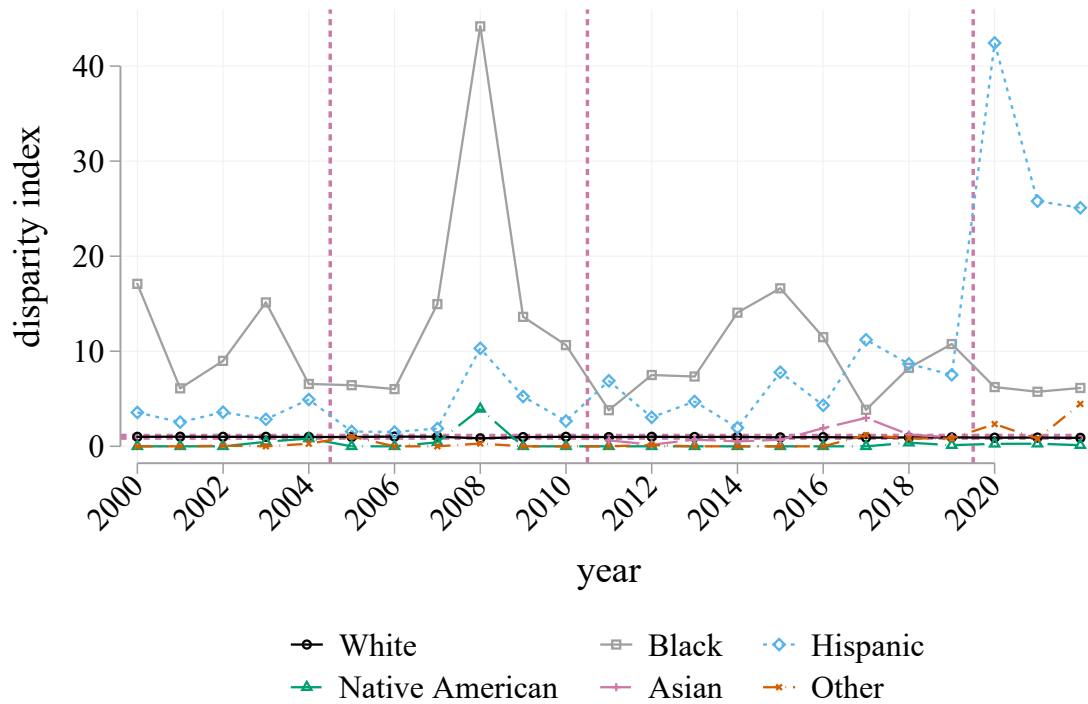 disparity index
40
30
20
10
0
2000 2002 2004 2006 2008 2010 2012 2014 2016 2018 2020
year
White Black Hispanic
Native American Asian Other